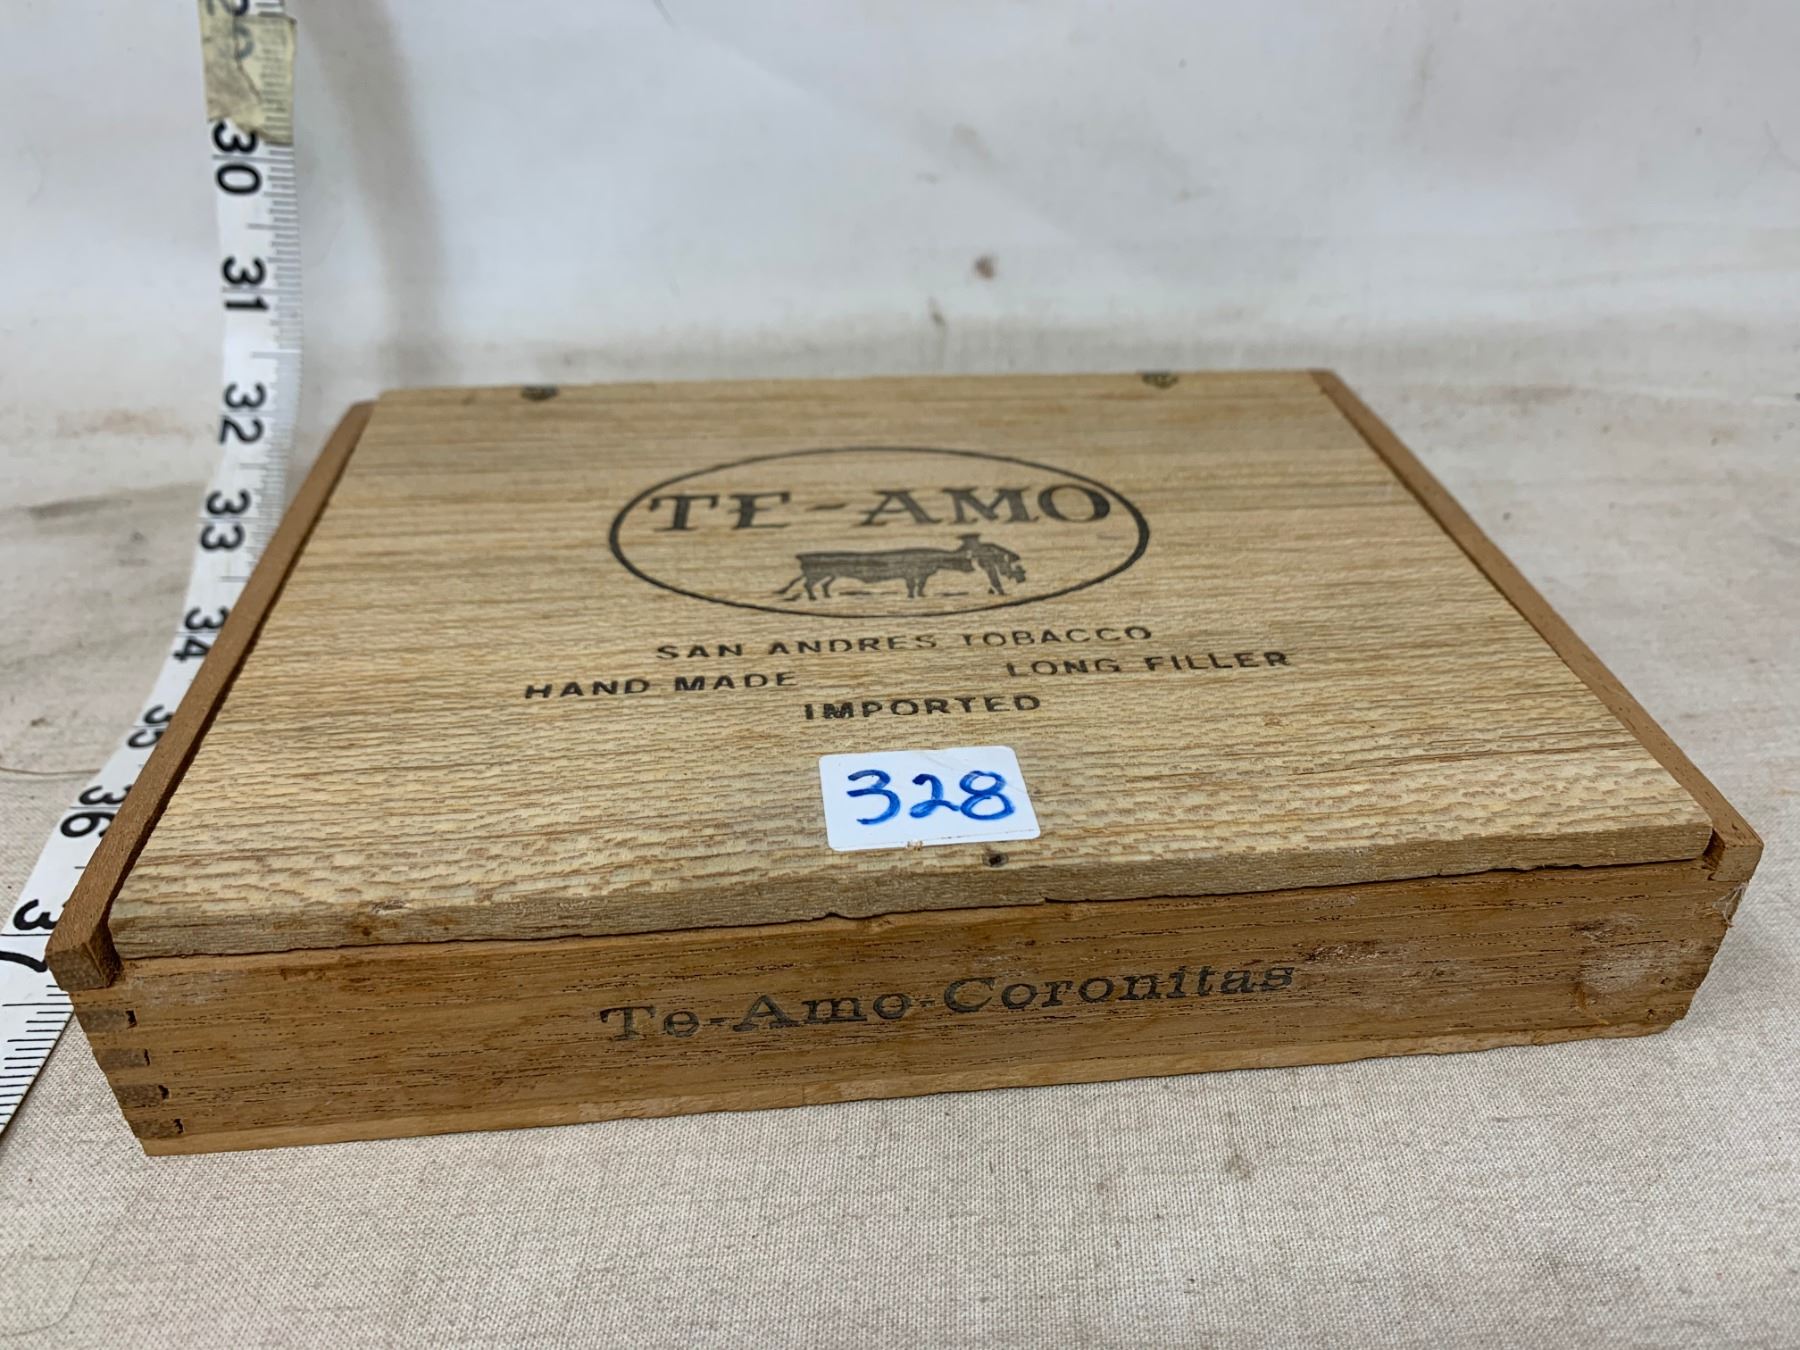 30
31
32
33
34
35
36
37
TE-AMO
SAN ANDRES TOBACCO
HAND MADE LONG FILLER
IMPORTED
328
Te-Amo-Coronitas